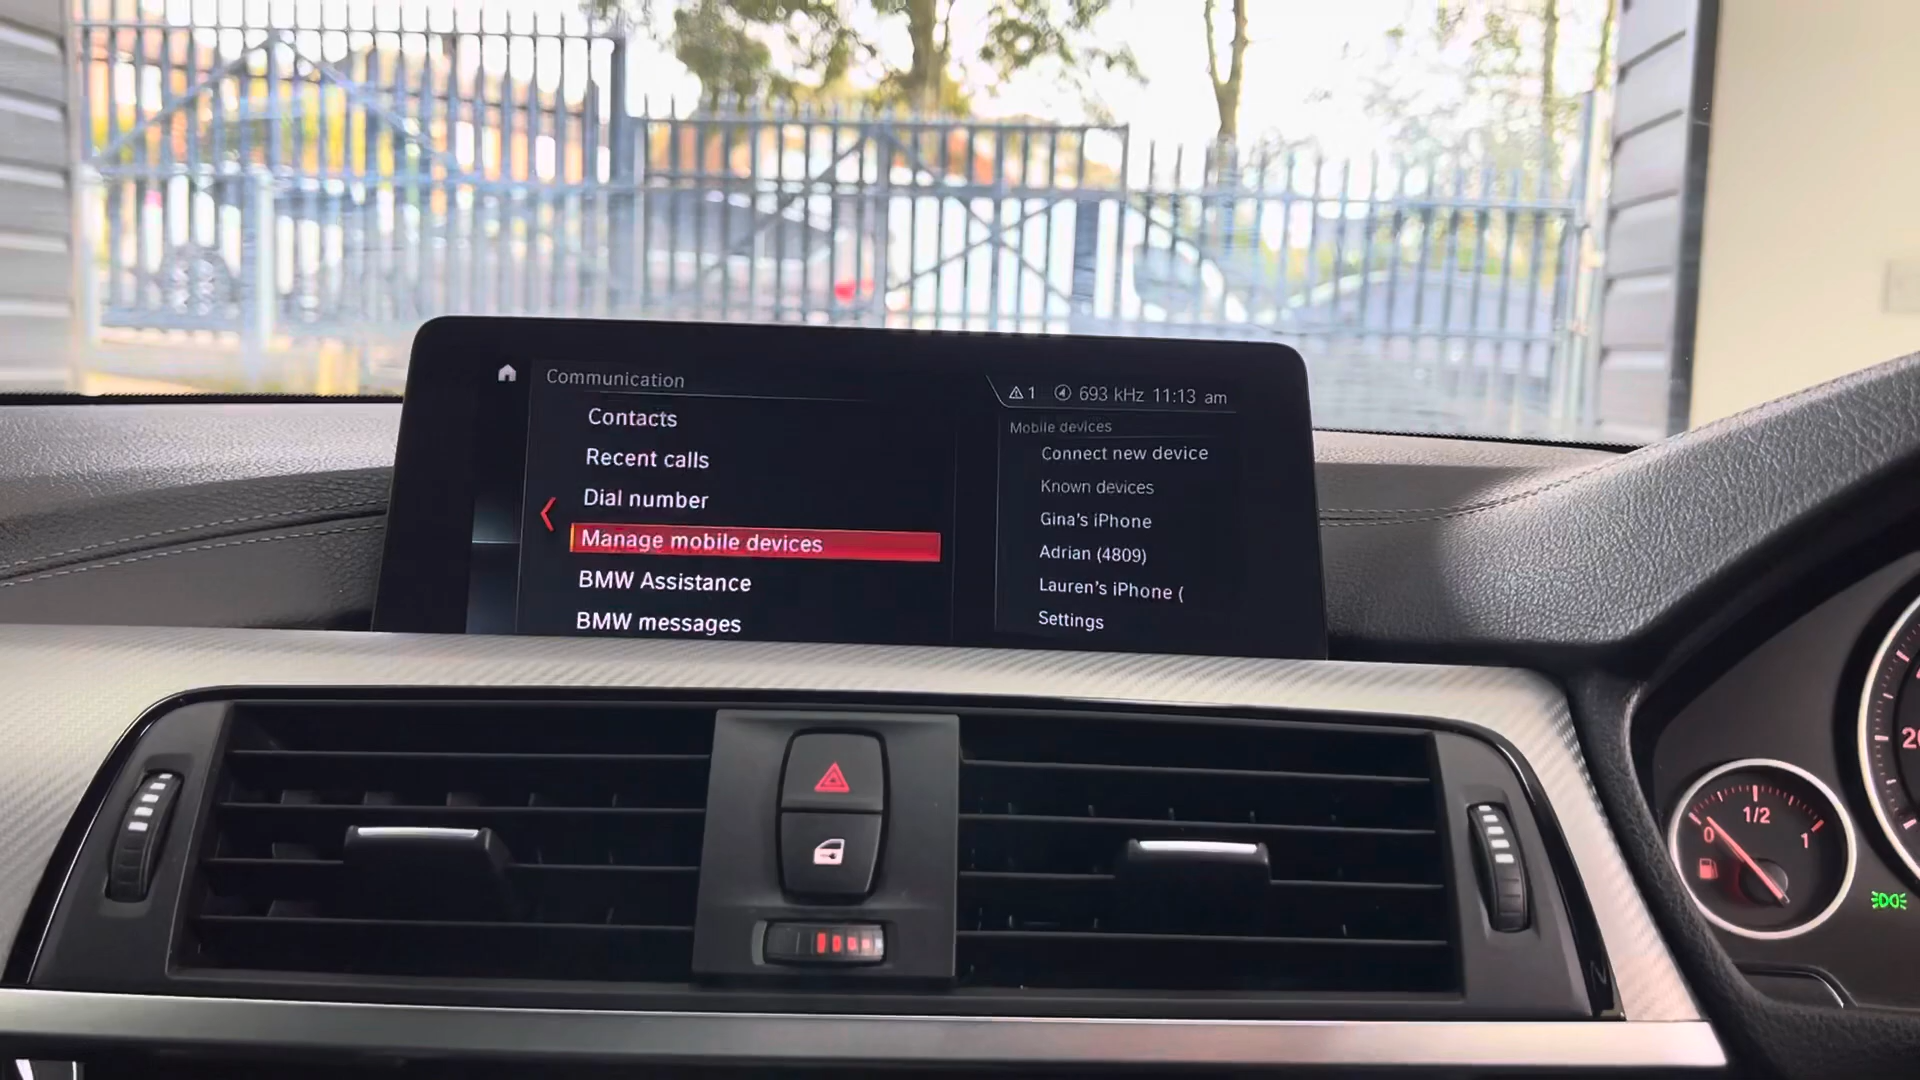 Communication
Contacts
Recent calls
Dial number
Manage mobile devices
BMW Assistance
BMW messages
1 693 kHz 11:13 am
Mobile devices
Connect new device
Known devices
Gina's iPhone
Adrian (4809)
Lauren's iPhone (
Settings
0 1/2 1